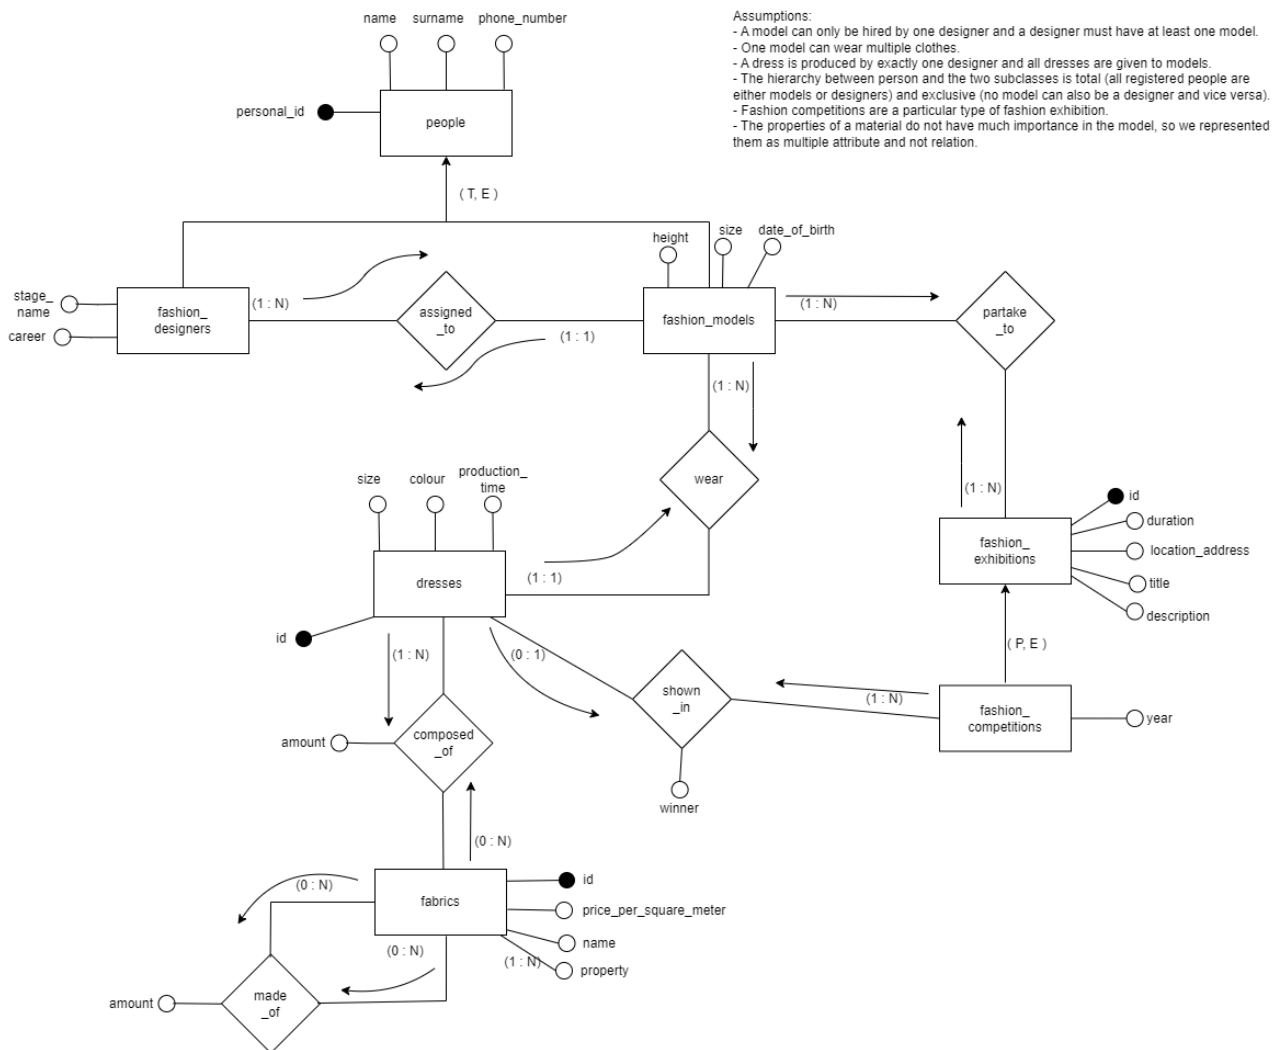 name
surname
phone_number
Assumptions:
- A model can only be hired by one designer and a designer must have at least one model.
- One model can wear multiple clothes.
- A dress is produced by exactly one designer and all dresses are given to models.
- The hierarchy between person and the two subclasses is total (all registered people are
either models or designers) and exclusive (no model can also be a designer and vice versa).
- Fashion competitions are a particular type of fashion exhibition.
- The properties of a material do not have much importance in the model, so we represented
them as multiple attribute and not relation.
personal_id
people
( T, E )
height
size
date_of_birth
stage_
name
career
fashion_
designers
(1 : N)
assigned
_to
(1 : 1)
fashion_models
(1 : N)
partake
_to
(1 : N)
wear
size
colour
production_
time
dresses
(1 : 1)
id
(1 : N)
fashion_
exhibitions
id
duration
location_address
title
description
(1 : N)
(0 : 1)
( P, E )
shown
_in
winner
(1 : N)
fashion_
competitions
year
amount
composed
_of
(0 : N)
(0 : N)
fabrics
id
price_per_square_meter
name
(1 : N)
property
(0 : N)
amount
made
_of